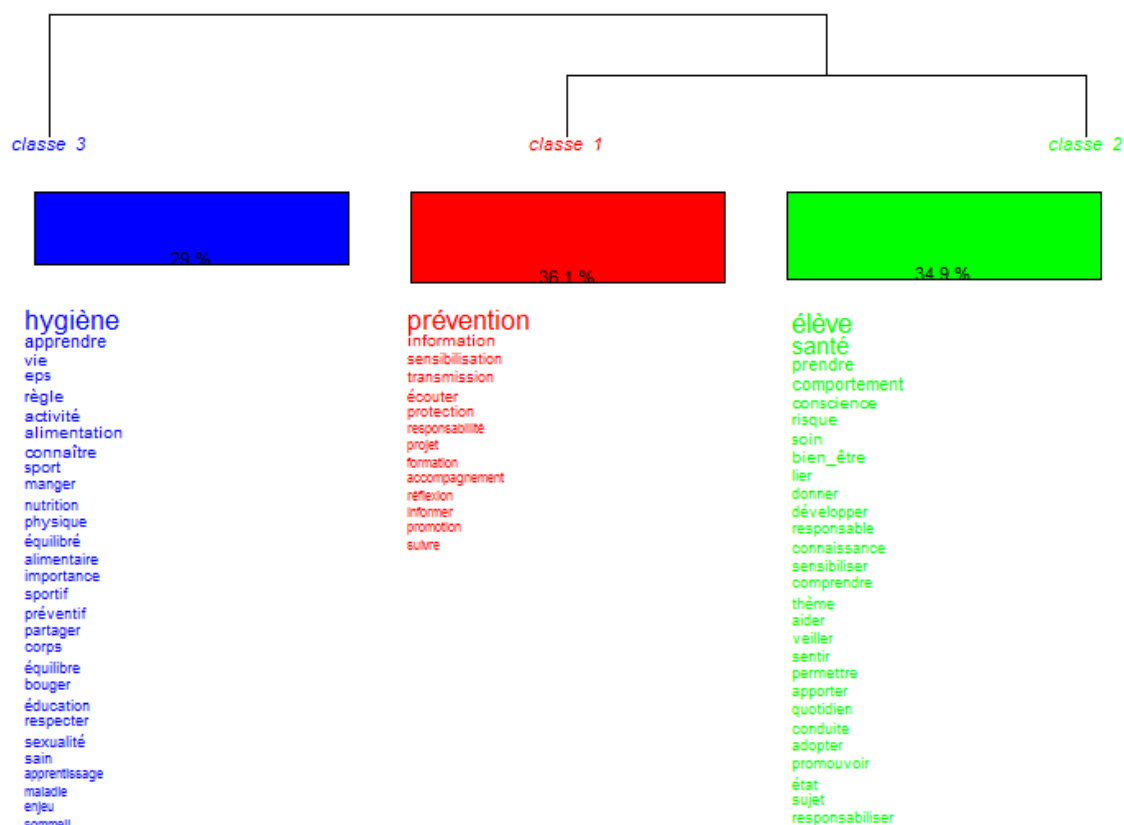 classe 3
classe 1
classe 2
29 %
36.1 %
34.9 %
hygiène
apprendre
vie
eps
règle
activité
alimentation
connaître
sport
manger
nutrition
physique
équilibré
alimentaire
importance
sportif
préventif
partager
corps
équilibre
bouger
éducation
respecter
sexualité
sain
apprentissage
maladie
enjeu
sommeil
prévention
information
sensibilisation
transmission
écouter
protection
responsabilité
projet
formation
accompagnement
réflexion
informer
promotion
suivre
élève
santé
prendre
comportement
conscience
risque
soin
bien_être
lier
donner
développer
responsable
connaissance
sensibiliser
comprendre
thème
aider
veiller
sentir
permettre
apporter
quotidien
conduite
adopter
promouvoir
état
sujet
responsabiliser